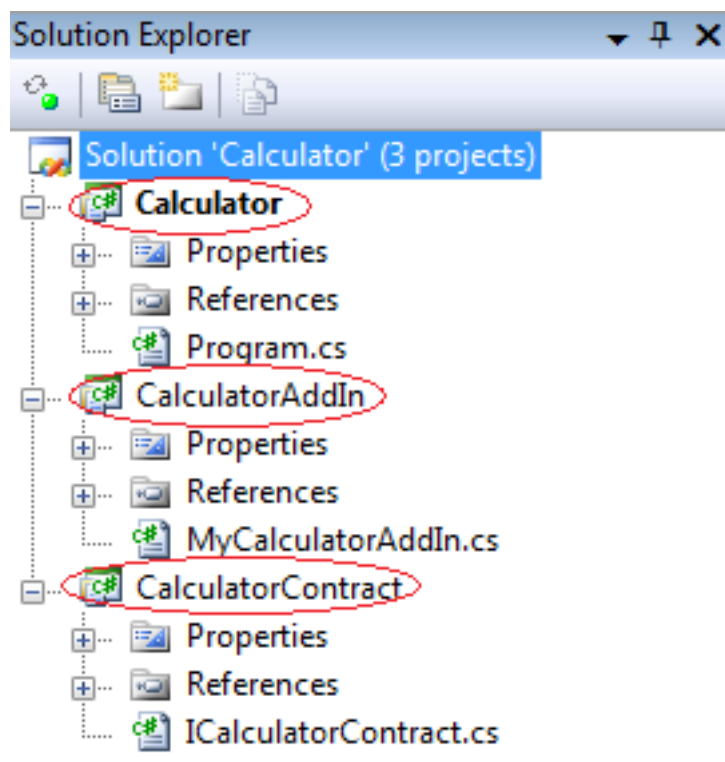 Solution Explorer
Solution 'Calculator' (3 projects)
C# Calculator
Properties
References
C# Program.cs
C# CalculatorAddIn
Properties
References
C# MyCalculatorAddIn.cs
C# CalculatorContract
Properties
References
C# ICalculatorContract.cs